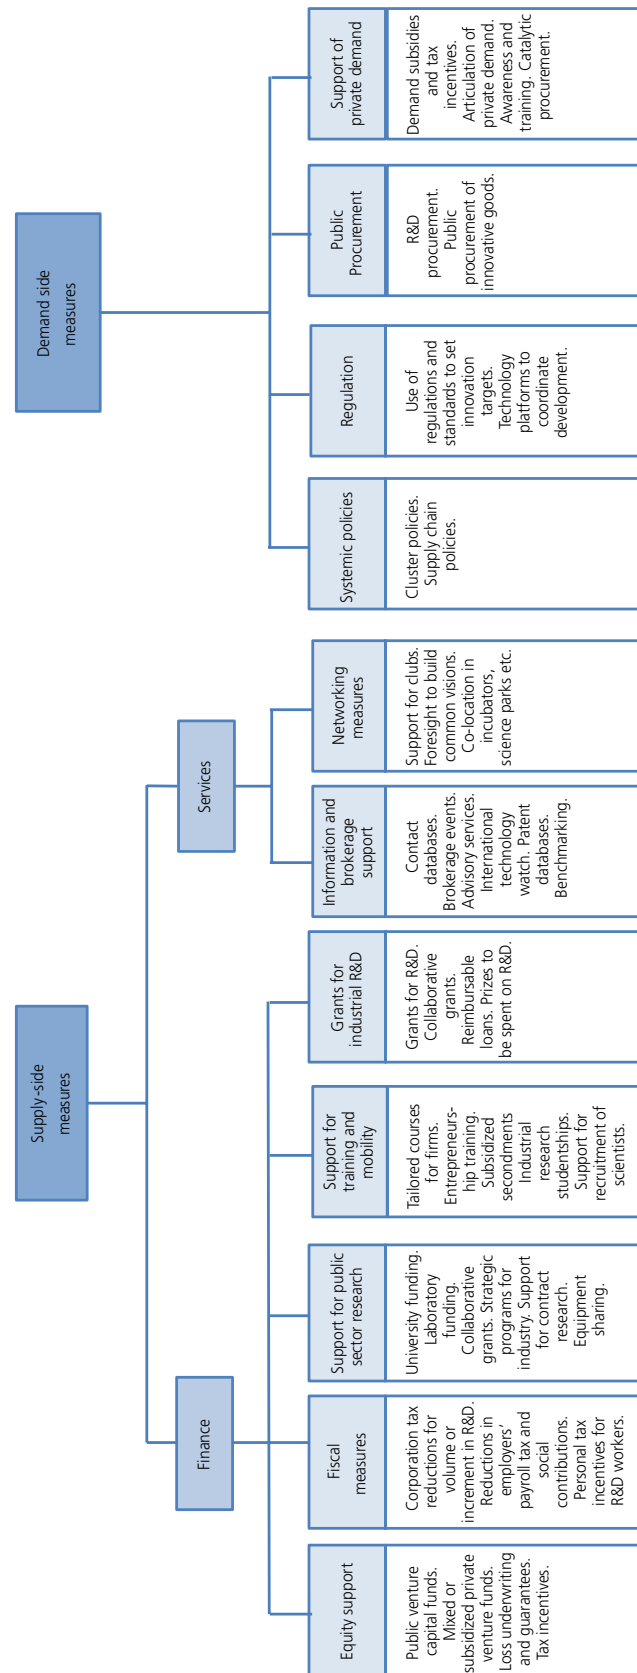 Supply-side
measures
Demand side
measures
Finance
Services
Equity support
Public venture
capital funds.
Mixed or
subsidized private
venture funds.
Loss underwriting
and guarantees.
Tax incentives.
Fiscal
measures
Corporation tax
reductions for
volume or
increment in R&D.
Reductions in
employers’
payroll tax and
social
contributions.
Personal tax
incentives for
R&D workers.
Support for public
sector research
University funding.
Laboratory
funding.
Collaborative
grants. Strategic
programs for
industry. Support
for contract
research.
Equipment
sharing.
Support for
training and
mobility
Tailored courses
for firms.
Entrepreneurs-
hip training.
Subsidized
secondments
Industrial
research
studentships.
Support for
recruitment of
scientists.
Grants for
industrial R&D
Grants for R&D.
Collaborative
grants.
Reimbursable
loans. Prizes to
be spent on R&D.
Information and
brokerage
support
Contact
databases.
Brokerage events.
Advisory services.
International
technology
watch. Patent
databases.
Benchmarking.
Networking
measures
Support for clubs.
Foresight to build
common visions.
Co-location in
incubators,
science parks etc.
Systemic policies
Cluster policies.
Supply chain
policies.
Regulation
Use of
regulations and
standards to set
innovation
targets.
Technology
platforms to
coordinate
development.
Public
Procurement
R&D
procurement.
Public
procurement of
innovative goods.
Support of
private demand
Demand subsidies
and tax
incentives.
Articulation of
private demand.
Awareness and
training. Catalytic
procurement.